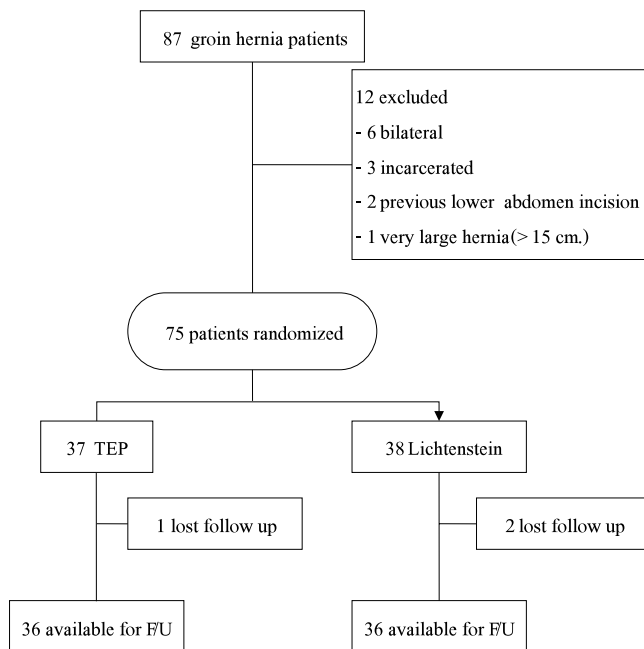 87 groin hernia patients
12 excluded
- 6 bilateral
- 3 incarcerated
- 2 previous lower abdomen incision
- 1 very large hernia(> 15 cm.)
75 patients randomized
37 TEP
38 Lichtenstein
1 lost follow up
2 lost follow up
36 available for F/U
36 available for F/U